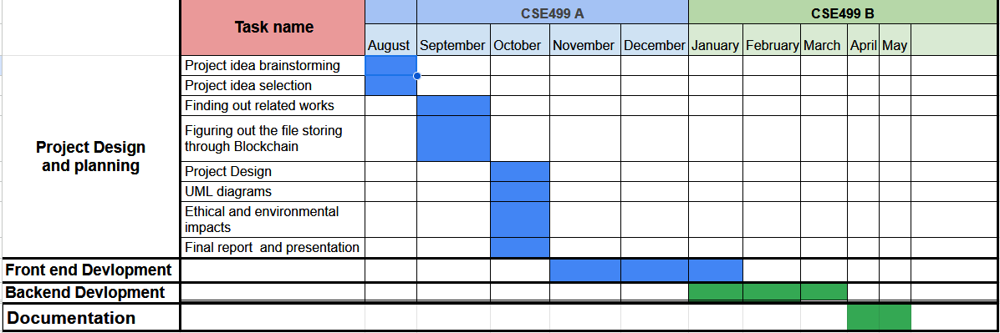 Task name
CSE499 A
CSE499 B
August
September
October
November
December
January
February
March
April
May
Project Design
and planning
Project idea brainstorming
Project idea selection
Finding out related works
Figuring out the file storing
through Blockchain
Project Design
UML diagrams
Ethical and environmental
impacts
Final report and presentation
Front end Devlopment
Backend Devlopment
Documentation